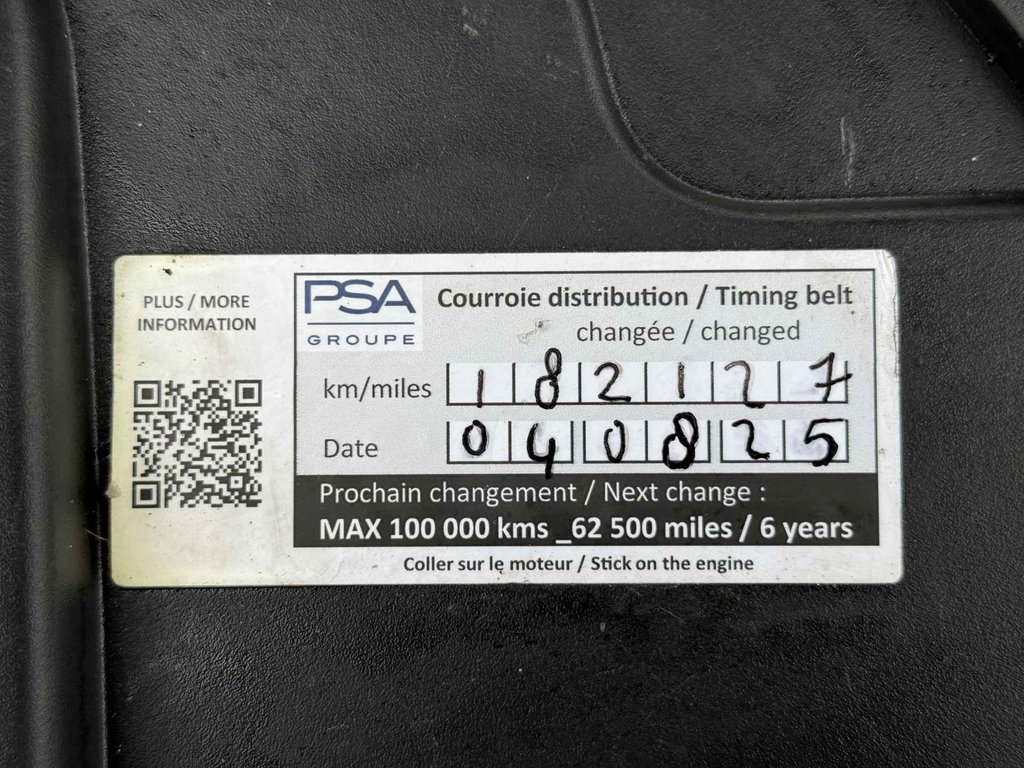 PLUS / MORE
INFORMATION
PSA
GROUPE
Courroie distribution / Timing belt
changée / changed
km/miles 182127
Date 040825
Prochain changement / Next change :
MAX 100 000 kms _62 500 miles / 6 years
Coller sur le moteur / Stick on the engine